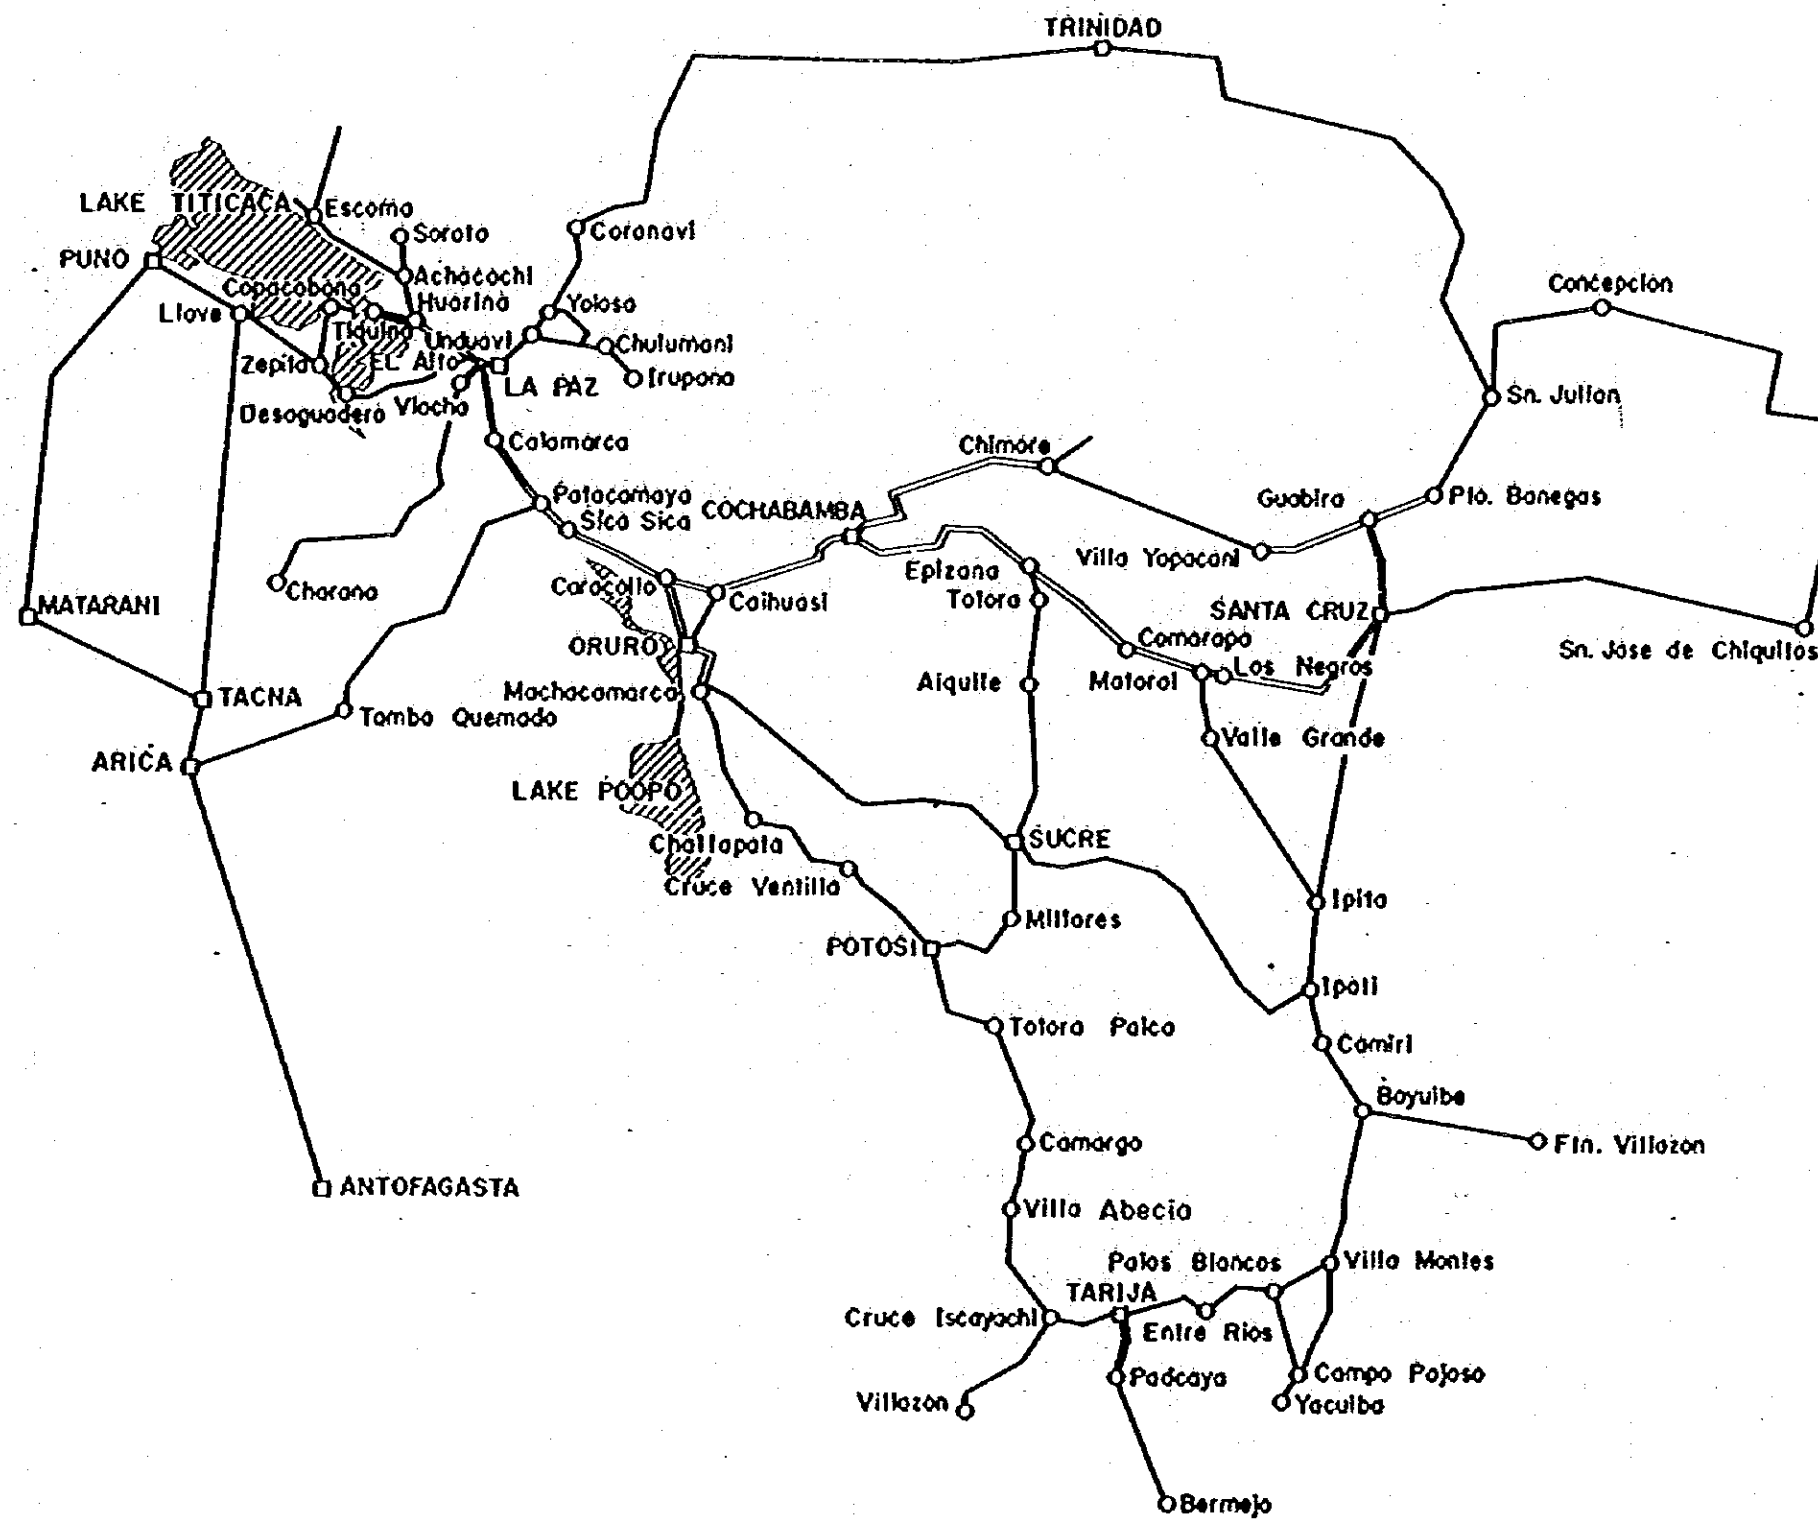 TRINIDAD
LAKE TITICACA
Escoma
Sorata
Coranavi
PUNO
Achacochi
Concepcion
Copacabana
Huarina
Yolosa
Llave
Tiquina
Unduavi
Chulumani
Zepita
EL Alto
LA PAZ
Irupana
Desaguadero
Viacha
Sn. Julian
Calamarca
Chimore
Patacamaya
Guabira
Pto. Banegas
Sica Sica
COCHABAMBA
Villa Yapacani
Epizana
Charana
Caracollo
Caihuasi
Totora
MATARANI
SANTA CRUZ
ORURO
Comarapa
Los Negros
Sn. Jose de Chiquitos
Machacamarca
Aiquile
Mataral
TACNA
Tambo Quemado
Valle Grande
ARICA
LAKE POOPO
Challapata
SUCRE
Cruce Ventilla
Ipita
Millares
POTOSI
Ipati
Totora Palca
Camiri
Boyuibe
Camargo
Ftn. Villazon
ANTOFAGASTA
Villa Abecia
Palos Blancos
Villa Montes
TARIJA
Cruce Iscayachi
Entre Rios
Padcaya
Campo Pajoso
Villazon
Yacuiba
Bermejo